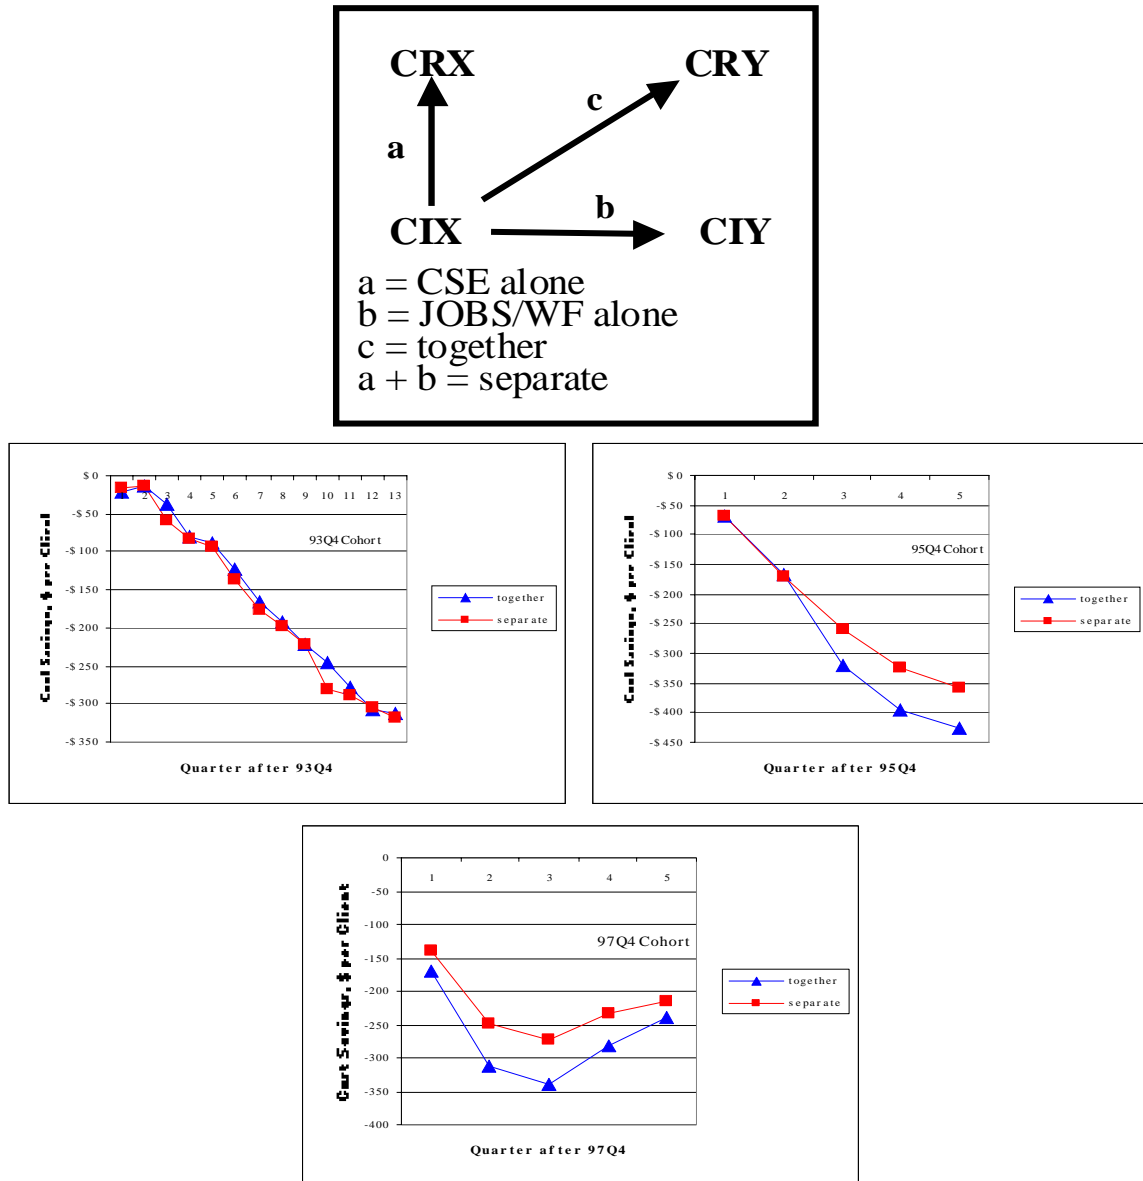 CRX CRY
c
a
b
CIX CIY
a = CSE alone
b = JOBS/WF alone
c = together
a + b = separate
$ 0
-$ 50
-$ 100
-$ 150
-$ 200
-$ 250
-$ 300
-$ 350
2 3 4 5 6 7 8 9 10 11 12 13
93Q4 Cohort
together
separate
Quarter after 93Q4
$ 0
-$ 50
-$ 100
-$ 150
-$ 200
-$ 250
-$ 300
-$ 350
-$ 400
-$ 450
1 2 3 4 5
95Q4 Cohort
together
separate
Quarter after 95Q4
0
-50
-100
-150
-200
-250
-300
-350
-400
1 2 3 4 5
97Q4 Cohort
together
separate
Quarter after 97Q4